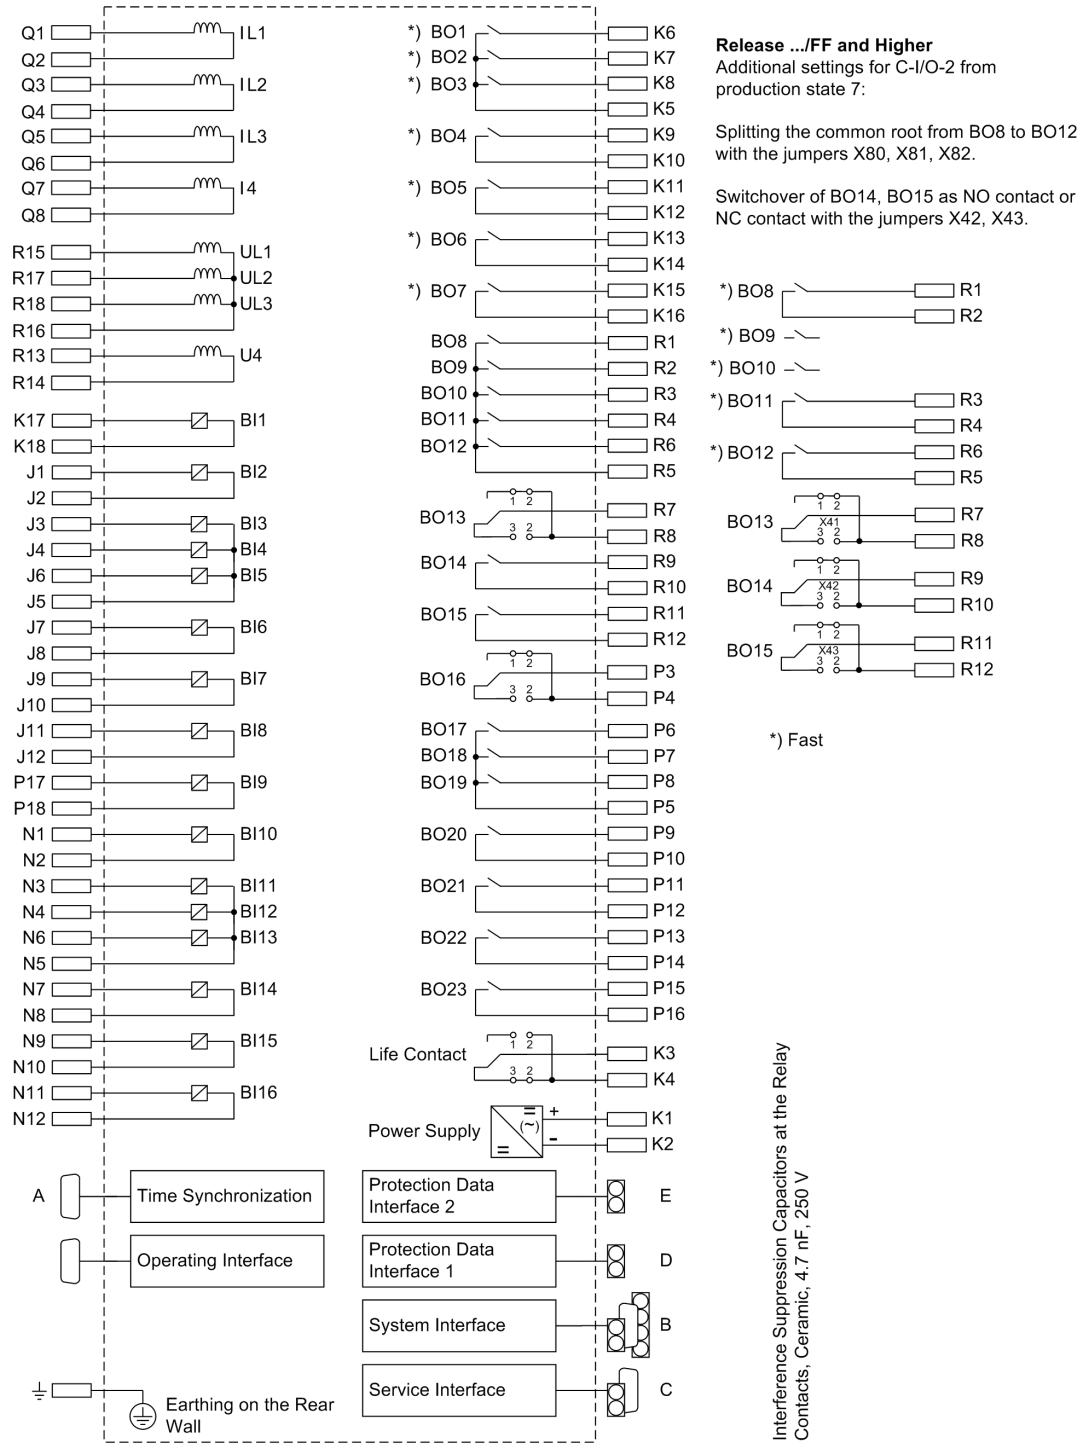 Q1 IL1
Q2
Q3 IL2
Q4
Q5 IL3
Q6
Q7 I4
Q8
R15 UL1
R17 UL2
R18 UL3
R16
R13 U4
R14
K17 BI1
K18
J1 BI2
J2
J3 BI3
J4 BI4
J6 BI5
J5
J7 BI6
J8
J9 BI7
J10
J11 BI8
J12
P17 BI9
P18
N1 BI10
N2
N3 BI11
N4 BI12
N6 BI13
N5
N7 BI14
N8
N9 BI15
N10
N11 BI16
N12
A Time Synchronization
Operating Interface
Earthing on the Rear
Wall
*) BO1 K6
*) BO2 K7
*) BO3 K8
K5
*) BO4 K9
K10
*) BO5 K11
K12
*) BO6 K13
K14
*) BO7 K15
K16
BO8 R1
BO9 R2
BO10 R3
BO11 R4
BO12 R6
R5
1 2
BO13 R7
3 2 R8
BO14 R9
R10
BO15 R11
R12
1 2
BO16 P3
3 2 P4
BO17 P6
BO18 P7
BO19 P8
P5
BO20 P9
P10
BO21 P11
P12
BO22 P13
P14
BO23 P15
P16
1 2
Life Contact K3
3 2 K4
= + K1
Power Supply (~)
= - K2
Protection Data
Interface 2 E
Protection Data
Interface 1 D
System Interface B
Service Interface C
Release .../FF and Higher
Additional settings for C-I/O-2 from
production state 7:
Splitting the common root from BO8 to BO12
with the jumpers X80, X81, X82.
Switchover of BO14, BO15 as NO contact or
NC contact with the jumpers X42, X43.
*) BO8 R1
R2
*) BO9
*) BO10
*) BO11 R3
R4
*) BO12 R6
R5
1 2
BO13 X41 R7
3 2 R8
1 2
BO14 X42 R9
3 2 R10
1 2
BO15 X43 R11
3 2 R12
*) Fast
Interference Suppression Capacitors at the Relay
Contacts, Ceramic, 4.7 nF, 250 V